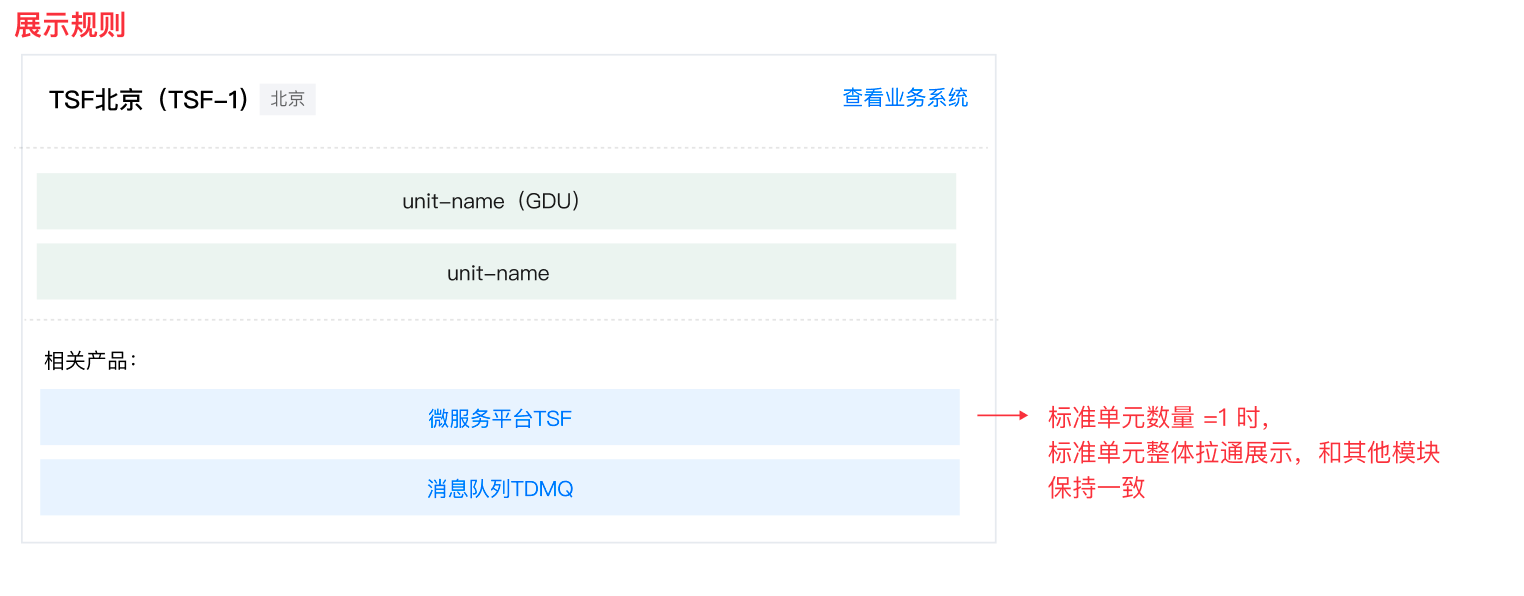 展示规则
TSF北京（TSF-1） 北京 查看业务系统
unit-name（GDU）
unit-name
相关产品：
微服务平台TSF
消息队列TDMQ
标准单元数量 =1 时，
标准单元整体拉通展示，和其他模块
保持一致